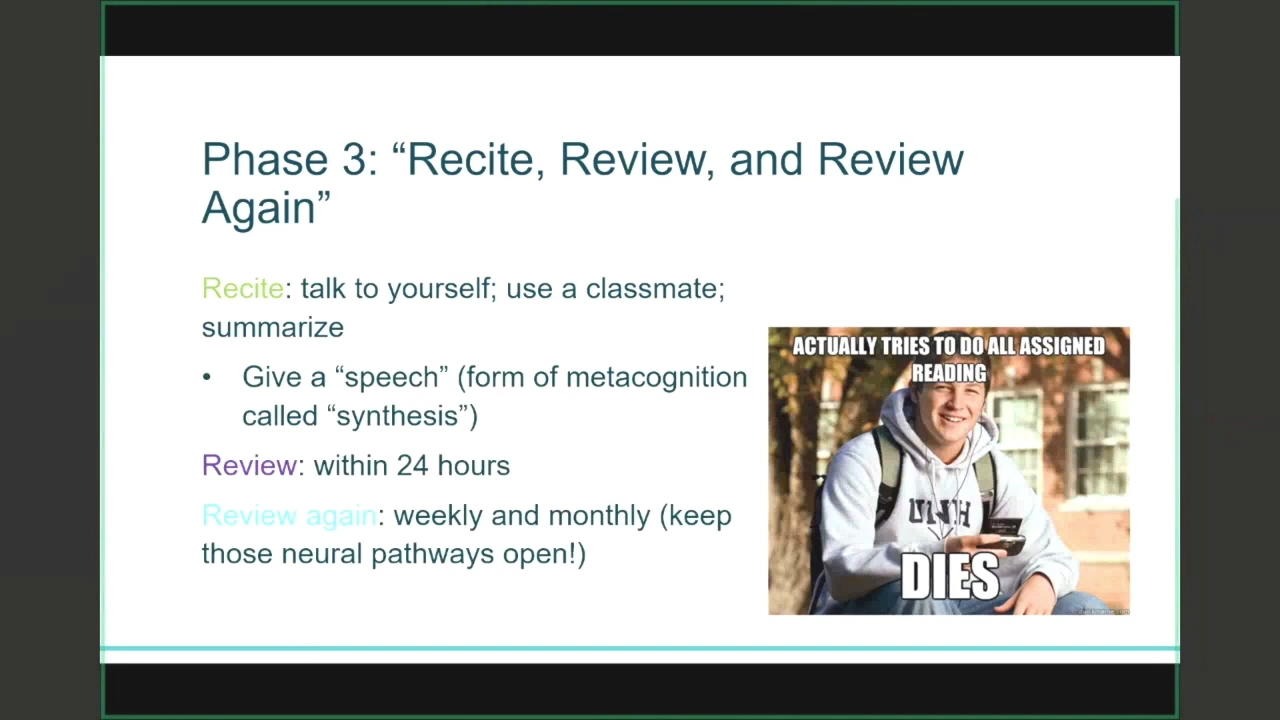 Phase 3: “Recite, Review, and Review
Again”
Recite: talk to yourself; use a classmate;
summarize
• Give a “speech” (form of metacognition
called “synthesis”)
Review: within 24 hours
Review again: weekly and monthly (keep
those neural pathways open!)
ACTUALLY TRIES TO DO ALL ASSIGNED
READING
UNH
DIES